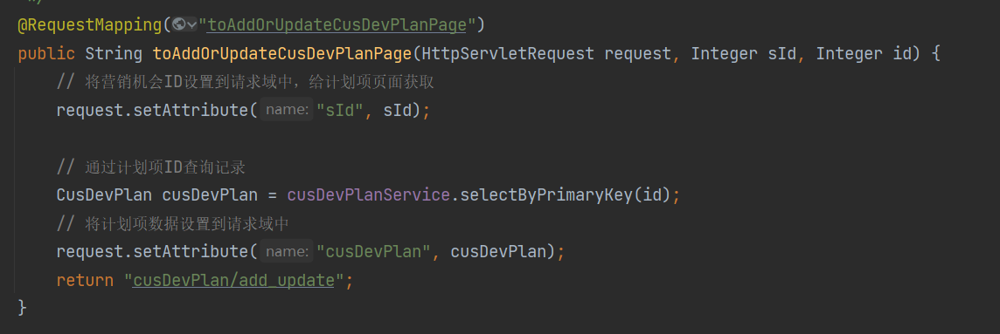 */
@RequestMapping("toAddOrUpdateCusDevPlanPage")
public String toAddOrUpdateCusDevPlanPage(HttpServletRequest request, Integer sId, Integer id) {
// 将营销机会ID设置到请求域中，给计划项页面获取
request.setAttribute( name: "sId", sId);
// 通过计划项ID查询记录
CusDevPlan cusDevPlan = cusDevPlanService.selectByPrimaryKey(id);
// 将计划项数据设置到请求域中
request.setAttribute( name: "cusDevPlan", cusDevPlan);
return "cusDevPlan/add_update";
}